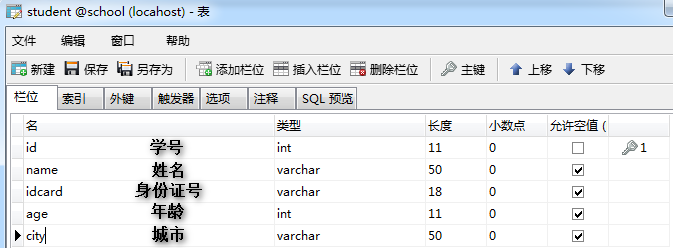 student @school (locahost) - 表
文件 编辑 窗口 帮助
新建 保存 另存为 添加栏位 插入栏位 删除栏位 主键 上移 下移
栏位 索引 外键 触发器 选项 注释 SQL 预览
名 类型 长度 小数点 允许空值 (
id 学号 int 11 0 1
name 姓名 varchar 50 0
idcard 身份证号 varchar 18 0
age 年龄 int 11 0
city 城市 varchar 50 0